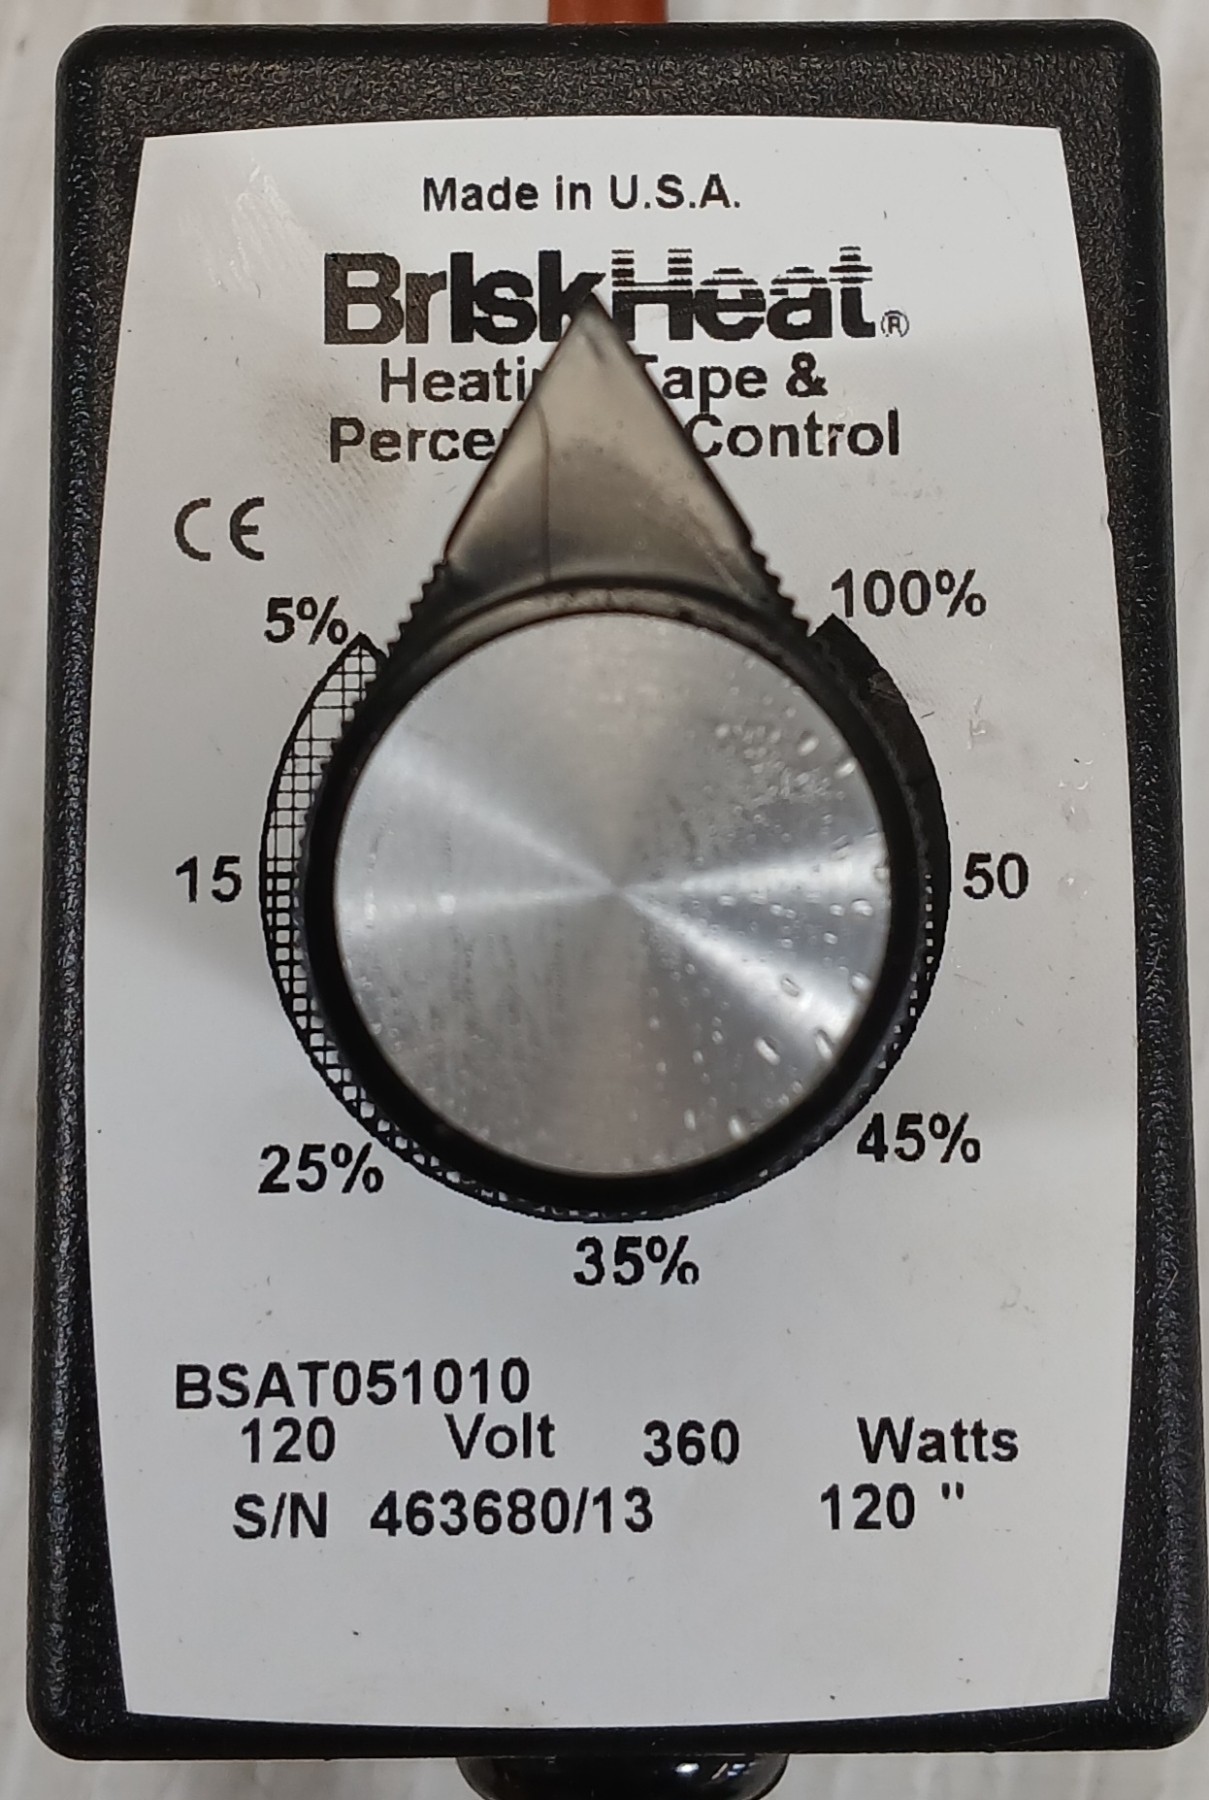 Made in U.S.A.
BrIskHeat®
Heati Tape &
Perce Control
CE
5% 100%
15 50
25% 45%
35%
BSAT051010
120 Volt 360 Watts
S/N 463680/13 120 "